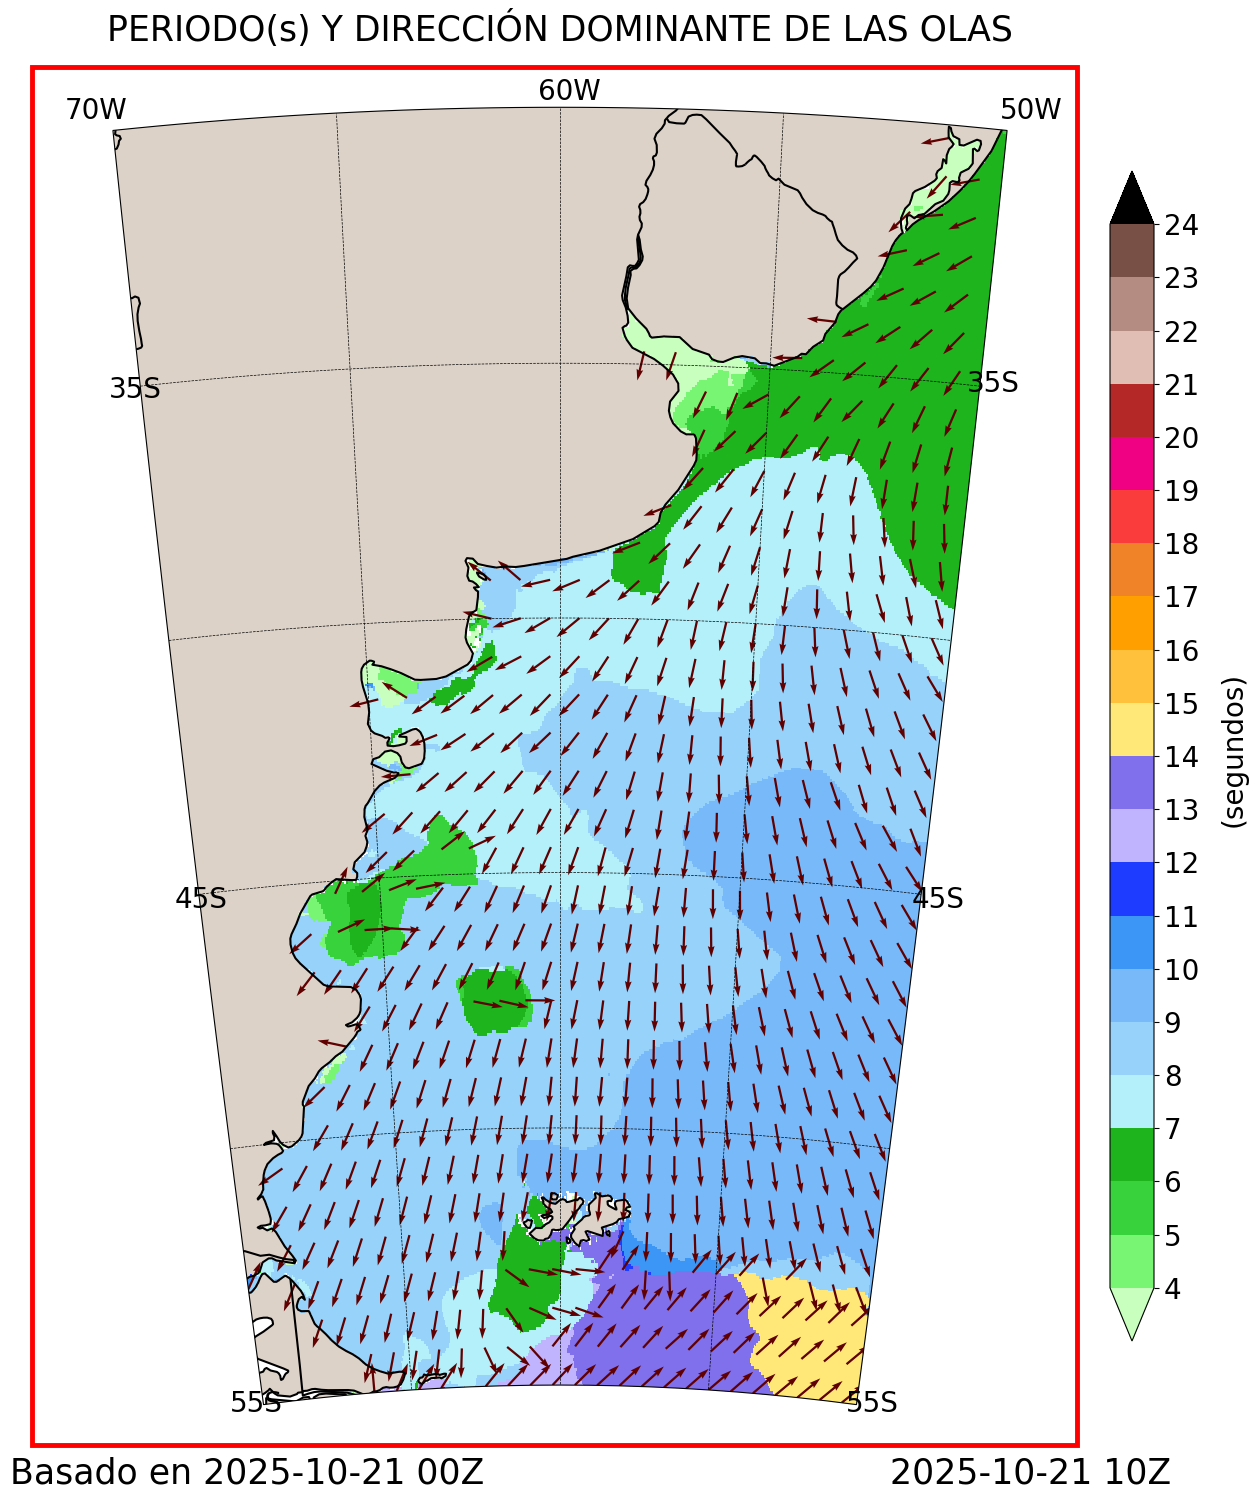 PERIODO(s) Y DIRECCIÓN DOMINANTE DE LAS OLAS
70W
60W
50W
35S
35S
45S
45S
55S
55S
24
23
22
21
20
19
18
17
16
15
14
13
12
11
10
9
8
7
6
5
4
(segundos)
Basado en 2025-10-21 00Z
2025-10-21 10Z